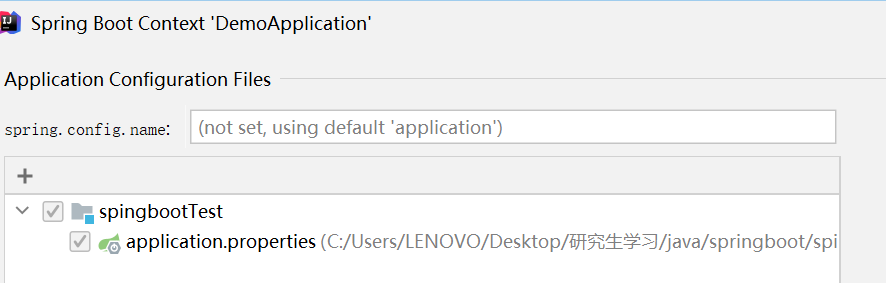 Spring Boot Context 'DemoApplication'
Application Configuration Files
spring.config.name: (not set, using default 'application')
spingbootTest
application.properties (C:/Users/LENOVO/Desktop/研究生学习/java/springboot/spi